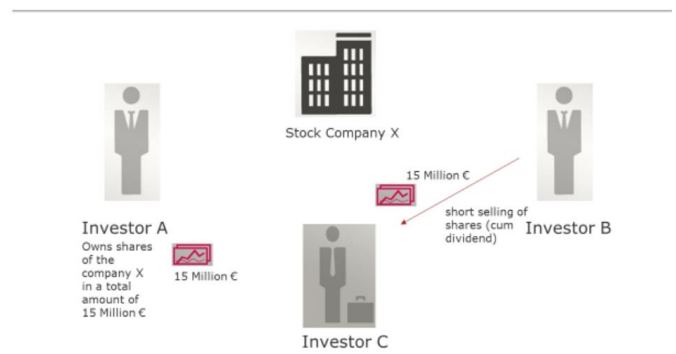 Stock Company X
15 Million €
short selling of
shares (cum
dividend)
Investor B
Investor A
Owns shares
of the
company X
in a total
amount of
15 Million €
15 Million €
Investor C